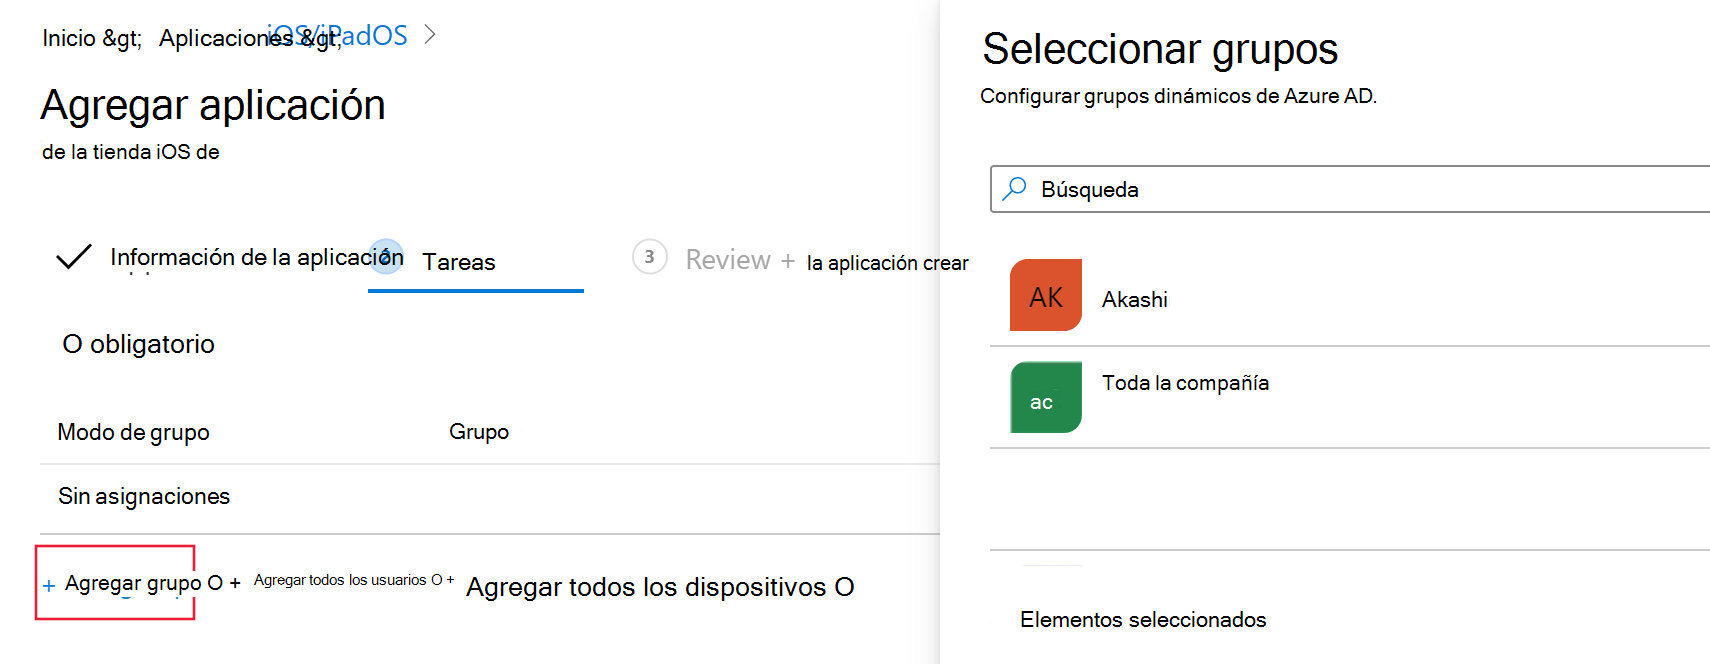 Inicio &gt; Aplicaciones &gt; iOS/iPadOS >
Agregar aplicación
de la tienda iOS de
Información de la aplicación
2 Tareas
3 Review + la aplicación crear
O obligatorio
Modo de grupo Grupo
Sin asignaciones
+ Agregar grupo O + Agregar todos los usuarios O + Agregar todos los dispositivos O
Seleccionar grupos
Configurar grupos dinámicos de Azure AD.
Búsqueda
AK Akashi
ac Toda la compañía
Elementos seleccionados